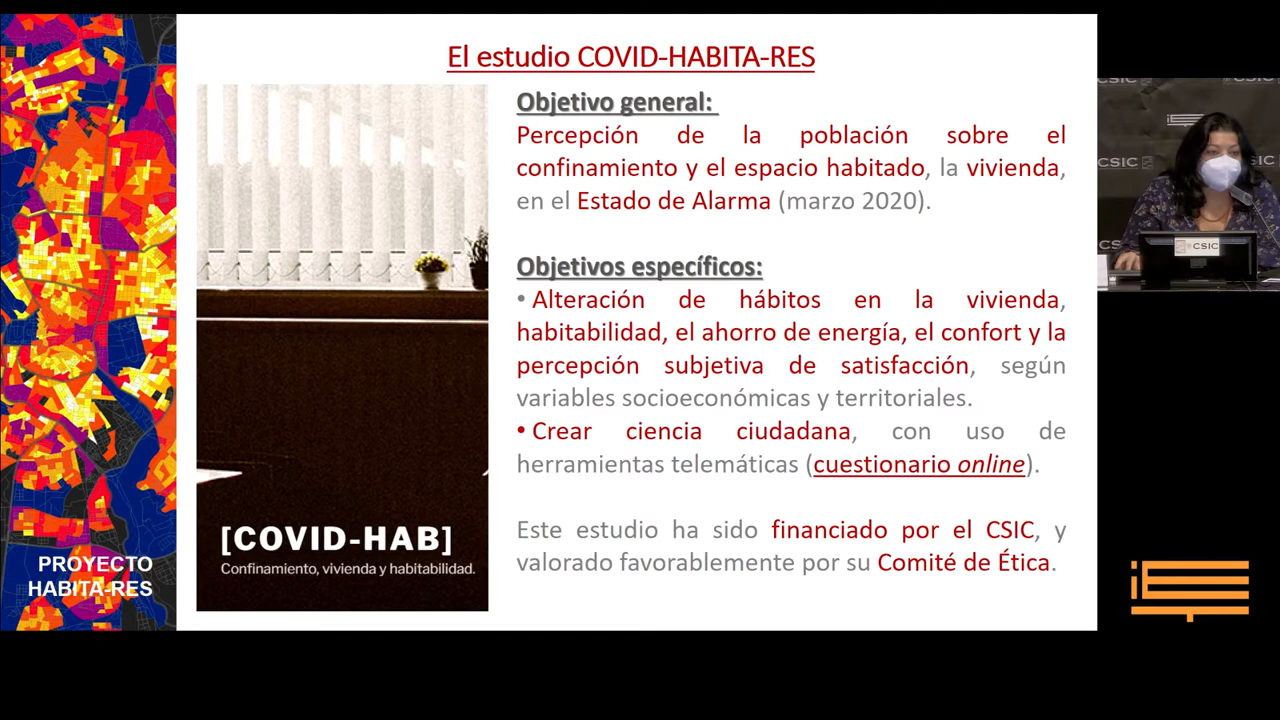 El estudio COVID-HABITA-RES
Objetivo general:
Percepción de la población sobre el
confinamiento y el espacio habitado, la vivienda,
en el Estado de Alarma (marzo 2020).
Objetivos específicos:
• Alteración de hábitos en la vivienda,
habitabilidad, el ahorro de energía, el confort y la
percepción subjetiva de satisfacción, según
variables socioeconómicas y territoriales.
• Crear ciencia ciudadana, con uso de
herramientas telemáticas (cuestionario online).
Este estudio ha sido financiado por el CSIC, y
valorado favorablemente por su Comité de Ética.
[COVID-HAB]
Confinamiento, vivienda y habitabilidad.
PROYECTO
HABITA-RES
CSIC
CSIC
CSIC
CSIC
CSIC
CSIC